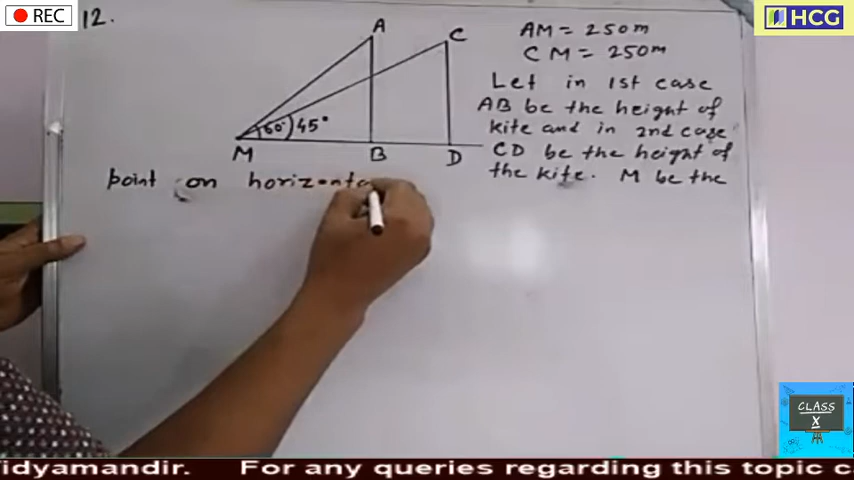 REC
12.
HCG
A
C
60° 45°
M
B
D
AM = 250m
CM = 250m
Let in 1st case
AB be the height of
kite and in 2nd case
CD be the height of
the kite. M be the
point on horizonta
CLASS
X
idyamandir. For any queries regarding this topic ca